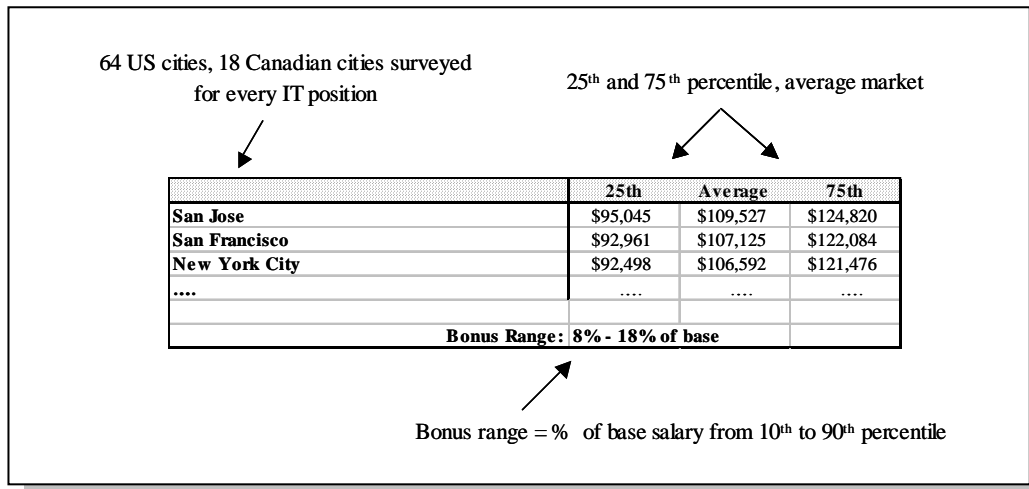 64 US cities, 18 Canadian cities surveyed
for every IT position
25th and 75th percentile, average market
25th Average 75th
San Jose $95,045 $109,527 $124,820
San Francisco $92,961 $107,125 $122,084
New York City $92,498 $106,592 $121,476
.... .... .... ....
Bonus Range: 8% - 18% of base
Bonus range = % of base salary from 10th to 90th percentile